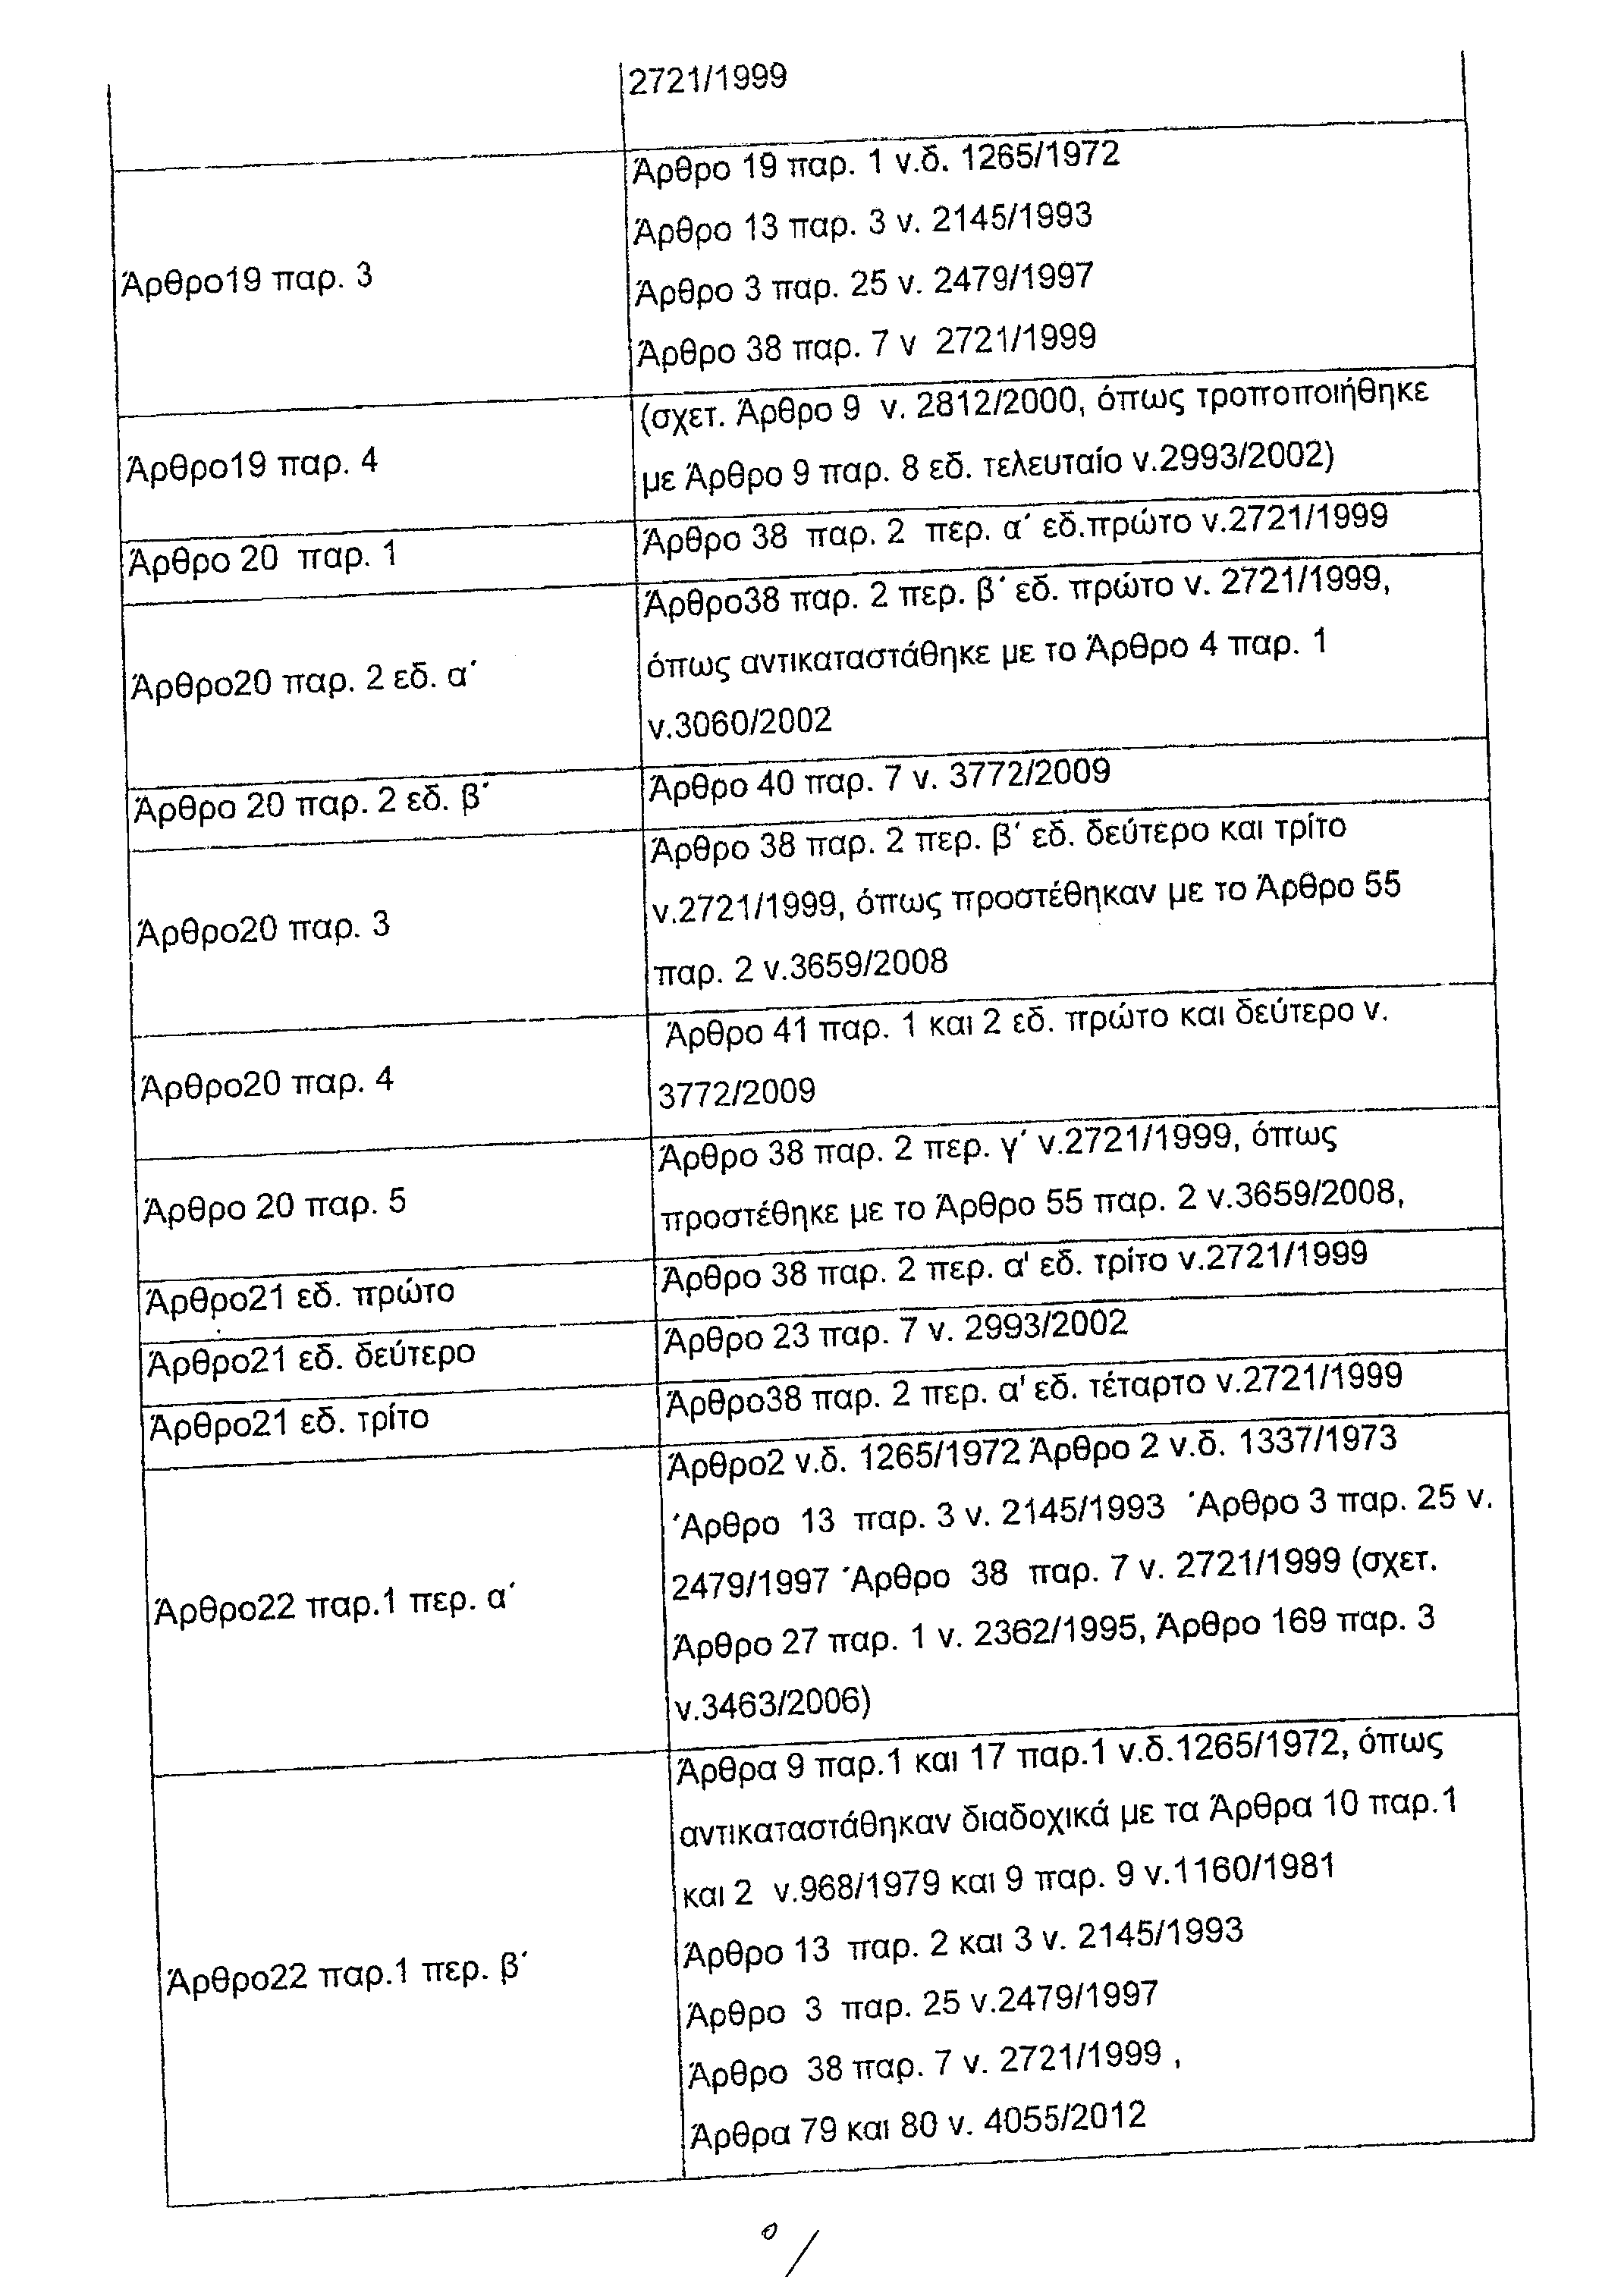 2721/1999
Άρθρο19 παρ. 3
Άρθρο 19 παρ. 1 ν.δ. 1265/1972
Άρθρο 13 παρ. 3 ν. 2145/1993
Άρθρο 3 παρ. 25 ν. 2479/1997
Άρθρο 38 παρ. 7 ν 2721/1999
Άρθρο19 παρ. 4
(σχετ. Άρθρο 9 ν. 2812/2000, όπως τροποποιήθηκε
με Άρθρο 9 παρ. 8 εδ. τελευταίο ν.2993/2002)
Άρθρο 20 παρ. 1
Άρθρο 38 παρ. 2 περ. α΄ εδ.πρώτο ν.2721/1999
Άρθρο20 παρ. 2 εδ. α΄
Άρθρο38 παρ. 2 περ. β΄ εδ. πρώτο ν. 2721/1999,
όπως αντικαταστάθηκε με το Άρθρο 4 παρ. 1
ν.3060/2002
Άρθρο 20 παρ. 2 εδ. β΄
Άρθρο 40 παρ. 7 ν. 3772/2009
Άρθρο20 παρ. 3
Άρθρο 38 παρ. 2 περ. β΄ εδ. δεύτερο και τρίτο
ν.2721/1999, όπως προστέθηκαν με το Άρθρο 55
παρ. 2 ν.3659/2008
Άρθρο20 παρ. 4
Άρθρο 41 παρ. 1 και 2 εδ. πρώτο και δεύτερο ν.
3772/2009
Άρθρο 20 παρ. 5
Άρθρο 38 παρ. 2 περ. γ΄ ν.2721/1999, όπως
προστέθηκε με το Άρθρο 55 παρ. 2 ν.3659/2008,
Άρθρο21 εδ. πρώτο
Άρθρο 38 παρ. 2 περ. α' εδ. τρίτο ν.2721/1999
Άρθρο21 εδ. δεύτερο
Άρθρο 23 παρ. 7 ν. 2993/2002
Άρθρο21 εδ. τρίτο
Άρθρο38 παρ. 2 περ. α' εδ. τέταρτο ν.2721/1999
Άρθρο22 παρ.1 περ. α΄
Άρθρο2 ν.δ. 1265/1972 Άρθρο 2 ν.δ. 1337/1973
Άρθρο 13 παρ. 3 ν. 2145/1993 Άρθρο 3 παρ. 25 ν.
2479/1997 Άρθρο 38 παρ. 7 ν. 2721/1999 (σχετ.
Άρθρο 27 παρ. 1 ν. 2362/1995, Άρθρο 169 παρ. 3
ν.3463/2006)
Άρθρο22 παρ.1 περ. β΄
Άρθρα 9 παρ.1 και 17 παρ.1 ν.δ.1265/1972, όπως
αντικαταστάθηκαν διαδοχικά με τα Άρθρα 10 παρ.1
και 2 ν.968/1979 και 9 παρ. 9 ν.1160/1981
Άρθρο 13 παρ. 2 και 3 ν. 2145/1993
Άρθρο 3 παρ. 25 ν.2479/1997
Άρθρο 38 παρ. 7 ν. 2721/1999 ,
Άρθρα 79 και 80 ν. 4055/2012